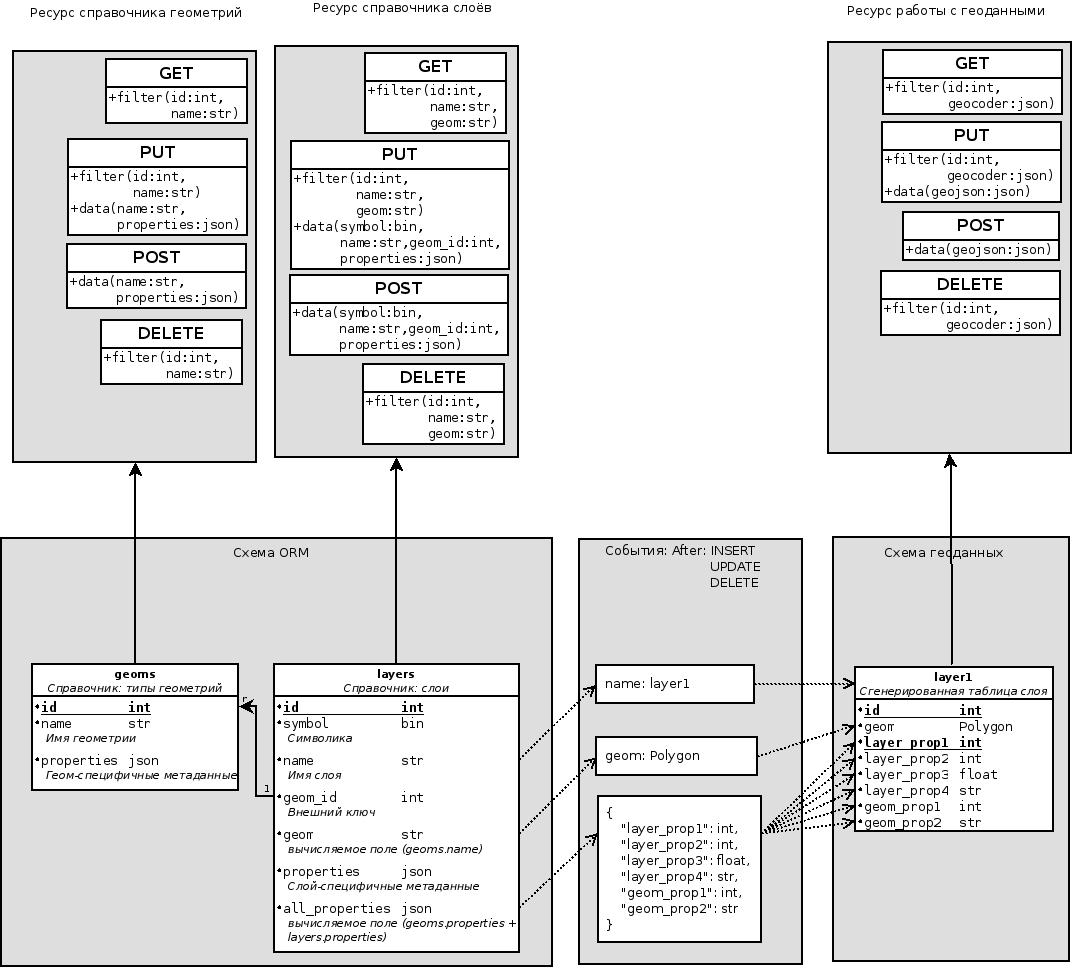 Ресурс справочника геометрий
GET
+filter(id:int,
name:str)
PUT
+filter(id:int,
name:str)
+data(name:str,
properties:json)
POST
+data(name:str,
properties:json)
DELETE
+filter(id:int,
name:str)
Ресурс справочника слоёв
GET
+filter(id:int,
name:str,
geom:str)
PUT
+filter(id:int,
name:str,
geom:str)
+data(symbol:bin,
name:str,geom_id:int,
properties:json)
POST
+data(symbol:bin,
name:str,geom_id:int,
properties:json)
DELETE
+filter(id:int,
name:str,
geom:str)
Ресурс работы с геоданными
GET
+filter(id:int,
geocoder:json)
PUT
+filter(id:int,
geocoder:json)
+data(geojson:json)
POST
+data(geojson:json)
DELETE
+filter(id:int,
geocoder:json)
Схема ORM
geoms
Справочник: типы геометрий
id int
name str
Имя геометрии
properties json
Геом-специфичные метаданные
r
1
layers
Справочник: слои
id int
symbol bin
Символика
name str
Имя слоя
geom_id int
Внешний ключ
geom str
вычисляемое поле (geoms.name)
properties json
Слой-специфичные метаданные
all_properties json
вычисляемое поле (geoms.properties +
layers.properties)
События: After: INSERT
UPDATE
DELETE
name: layer1
geom: Polygon
{
"layer_prop1": int,
"layer_prop2": int,
"layer_prop3": float,
"layer_prop4": str,
"geom_prop1": int,
"geom_prop2": str
}
Схема геоданных
layer1
Сгенерированная таблица слоя
id int
geom Polygon
layer_prop1 int
layer_prop2 int
layer_prop3 float
layer_prop4 str
geom_prop1 int
geom_prop2 str